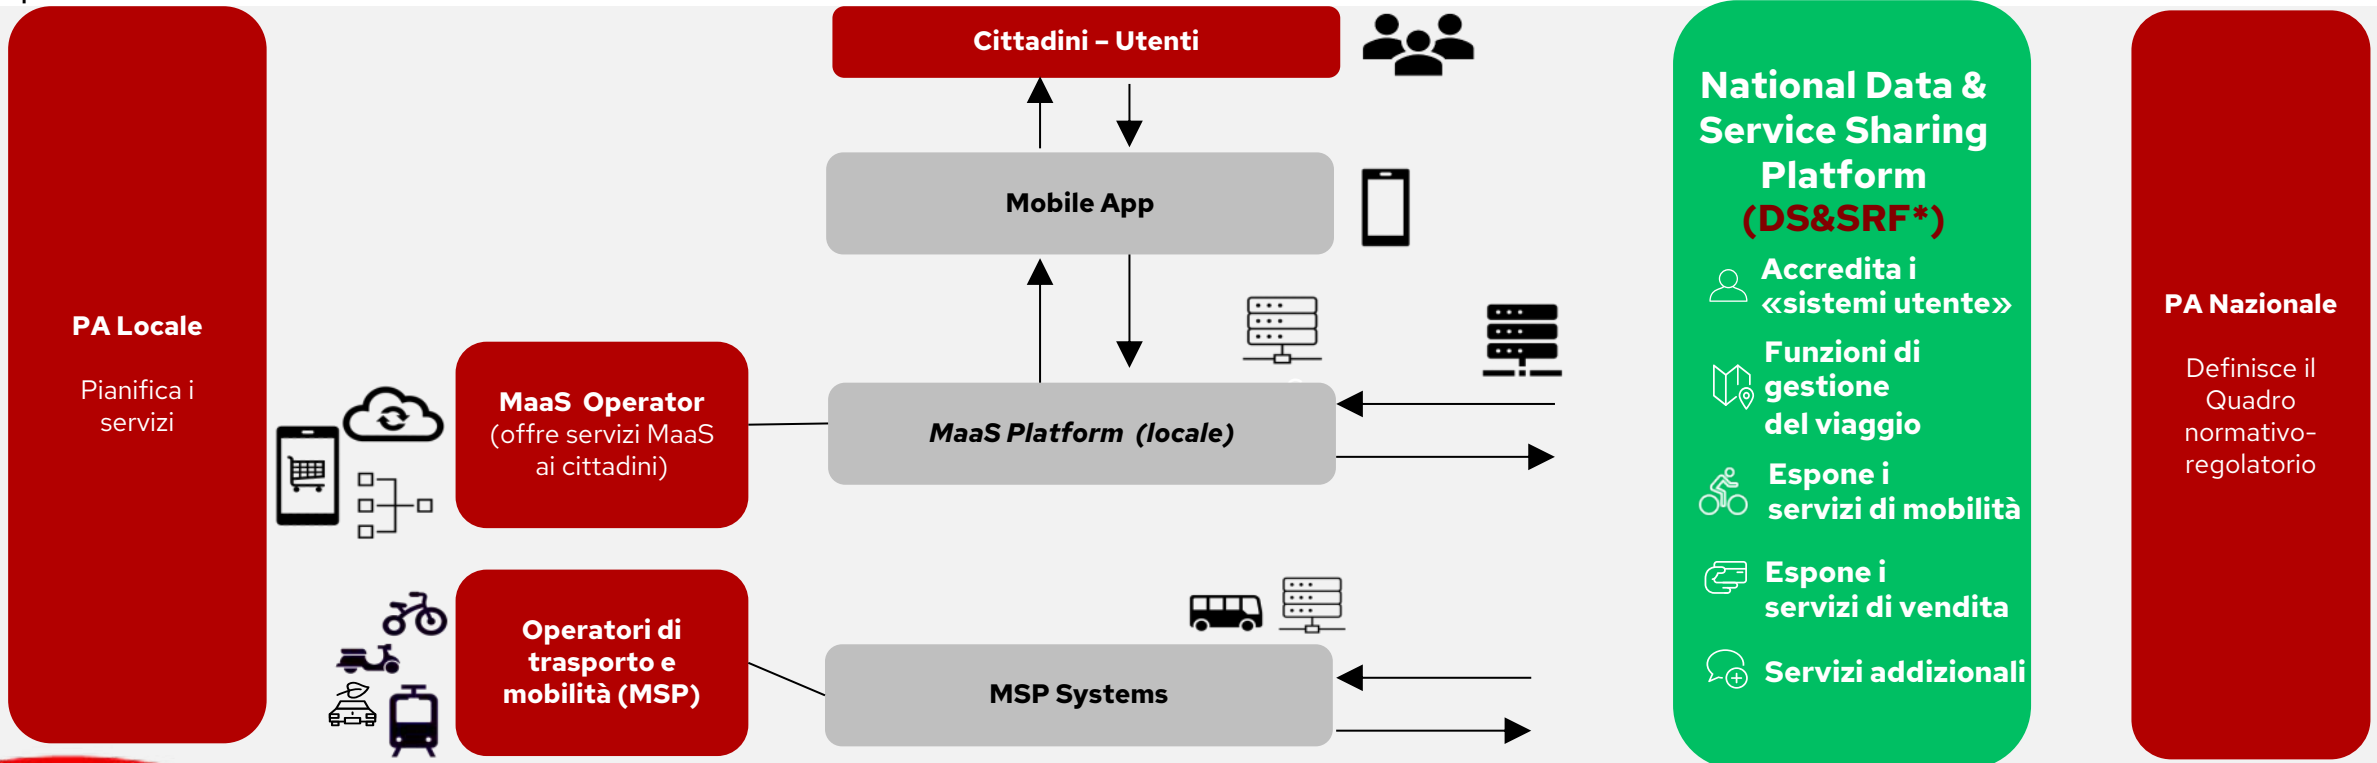 PA Locale
Pianifica i
servizi
Cittadini – Utenti
Mobile App
MaaS Operator
(offre servizi MaaS
ai cittadini)
MaaS Platform (locale)
Operatori di
trasporto e
mobilità (MSP)
MSP Systems
National Data &
Service Sharing
Platform
(DS&SRF*)
Accredita i
«sistemi utente»
Funzioni di
gestione
del viaggio
Espone i
servizi di mobilità
Espone i
servizi di vendita
Servizi addizionali
PA Nazionale
Definisce il
Quadro
normativo-
regolatorio